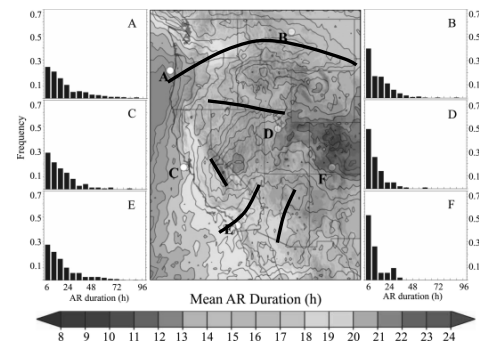 A
B
0.7
0.5
0.3
0.1
0.7
0.5
0.3
0.1
A
B
C
D
0.7
0.5
0.3
0.1
0.7
0.5
0.3
0.1
Frequency
D
C
F
E
F
0.7
0.5
0.3
0.1
0.7
0.5
0.3
0.1
E
6 24 48 72 96
AR duration (h)
6 24 48 72 96
AR duration (h)
Mean AR Duration (h)
8 9 10 11 12 13 14 15 16 17 18 19 20 21 22 23 24